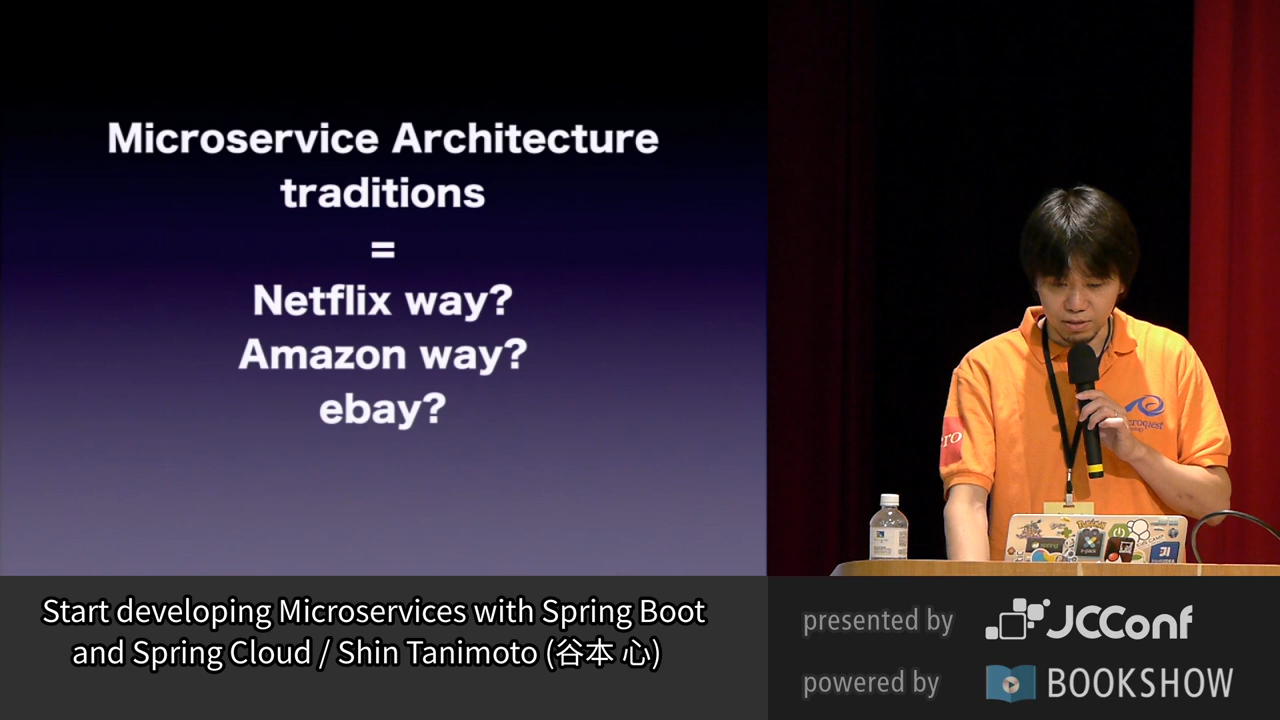 Microservice Architecture
traditions
=
Netflix way?
Amazon way?
ebay?
Start developing Microservices with Spring Boot
and Spring Cloud / Shin Tanimoto (谷本 心)
presented by
JCConf
powered by
BOOKSHOW
spring